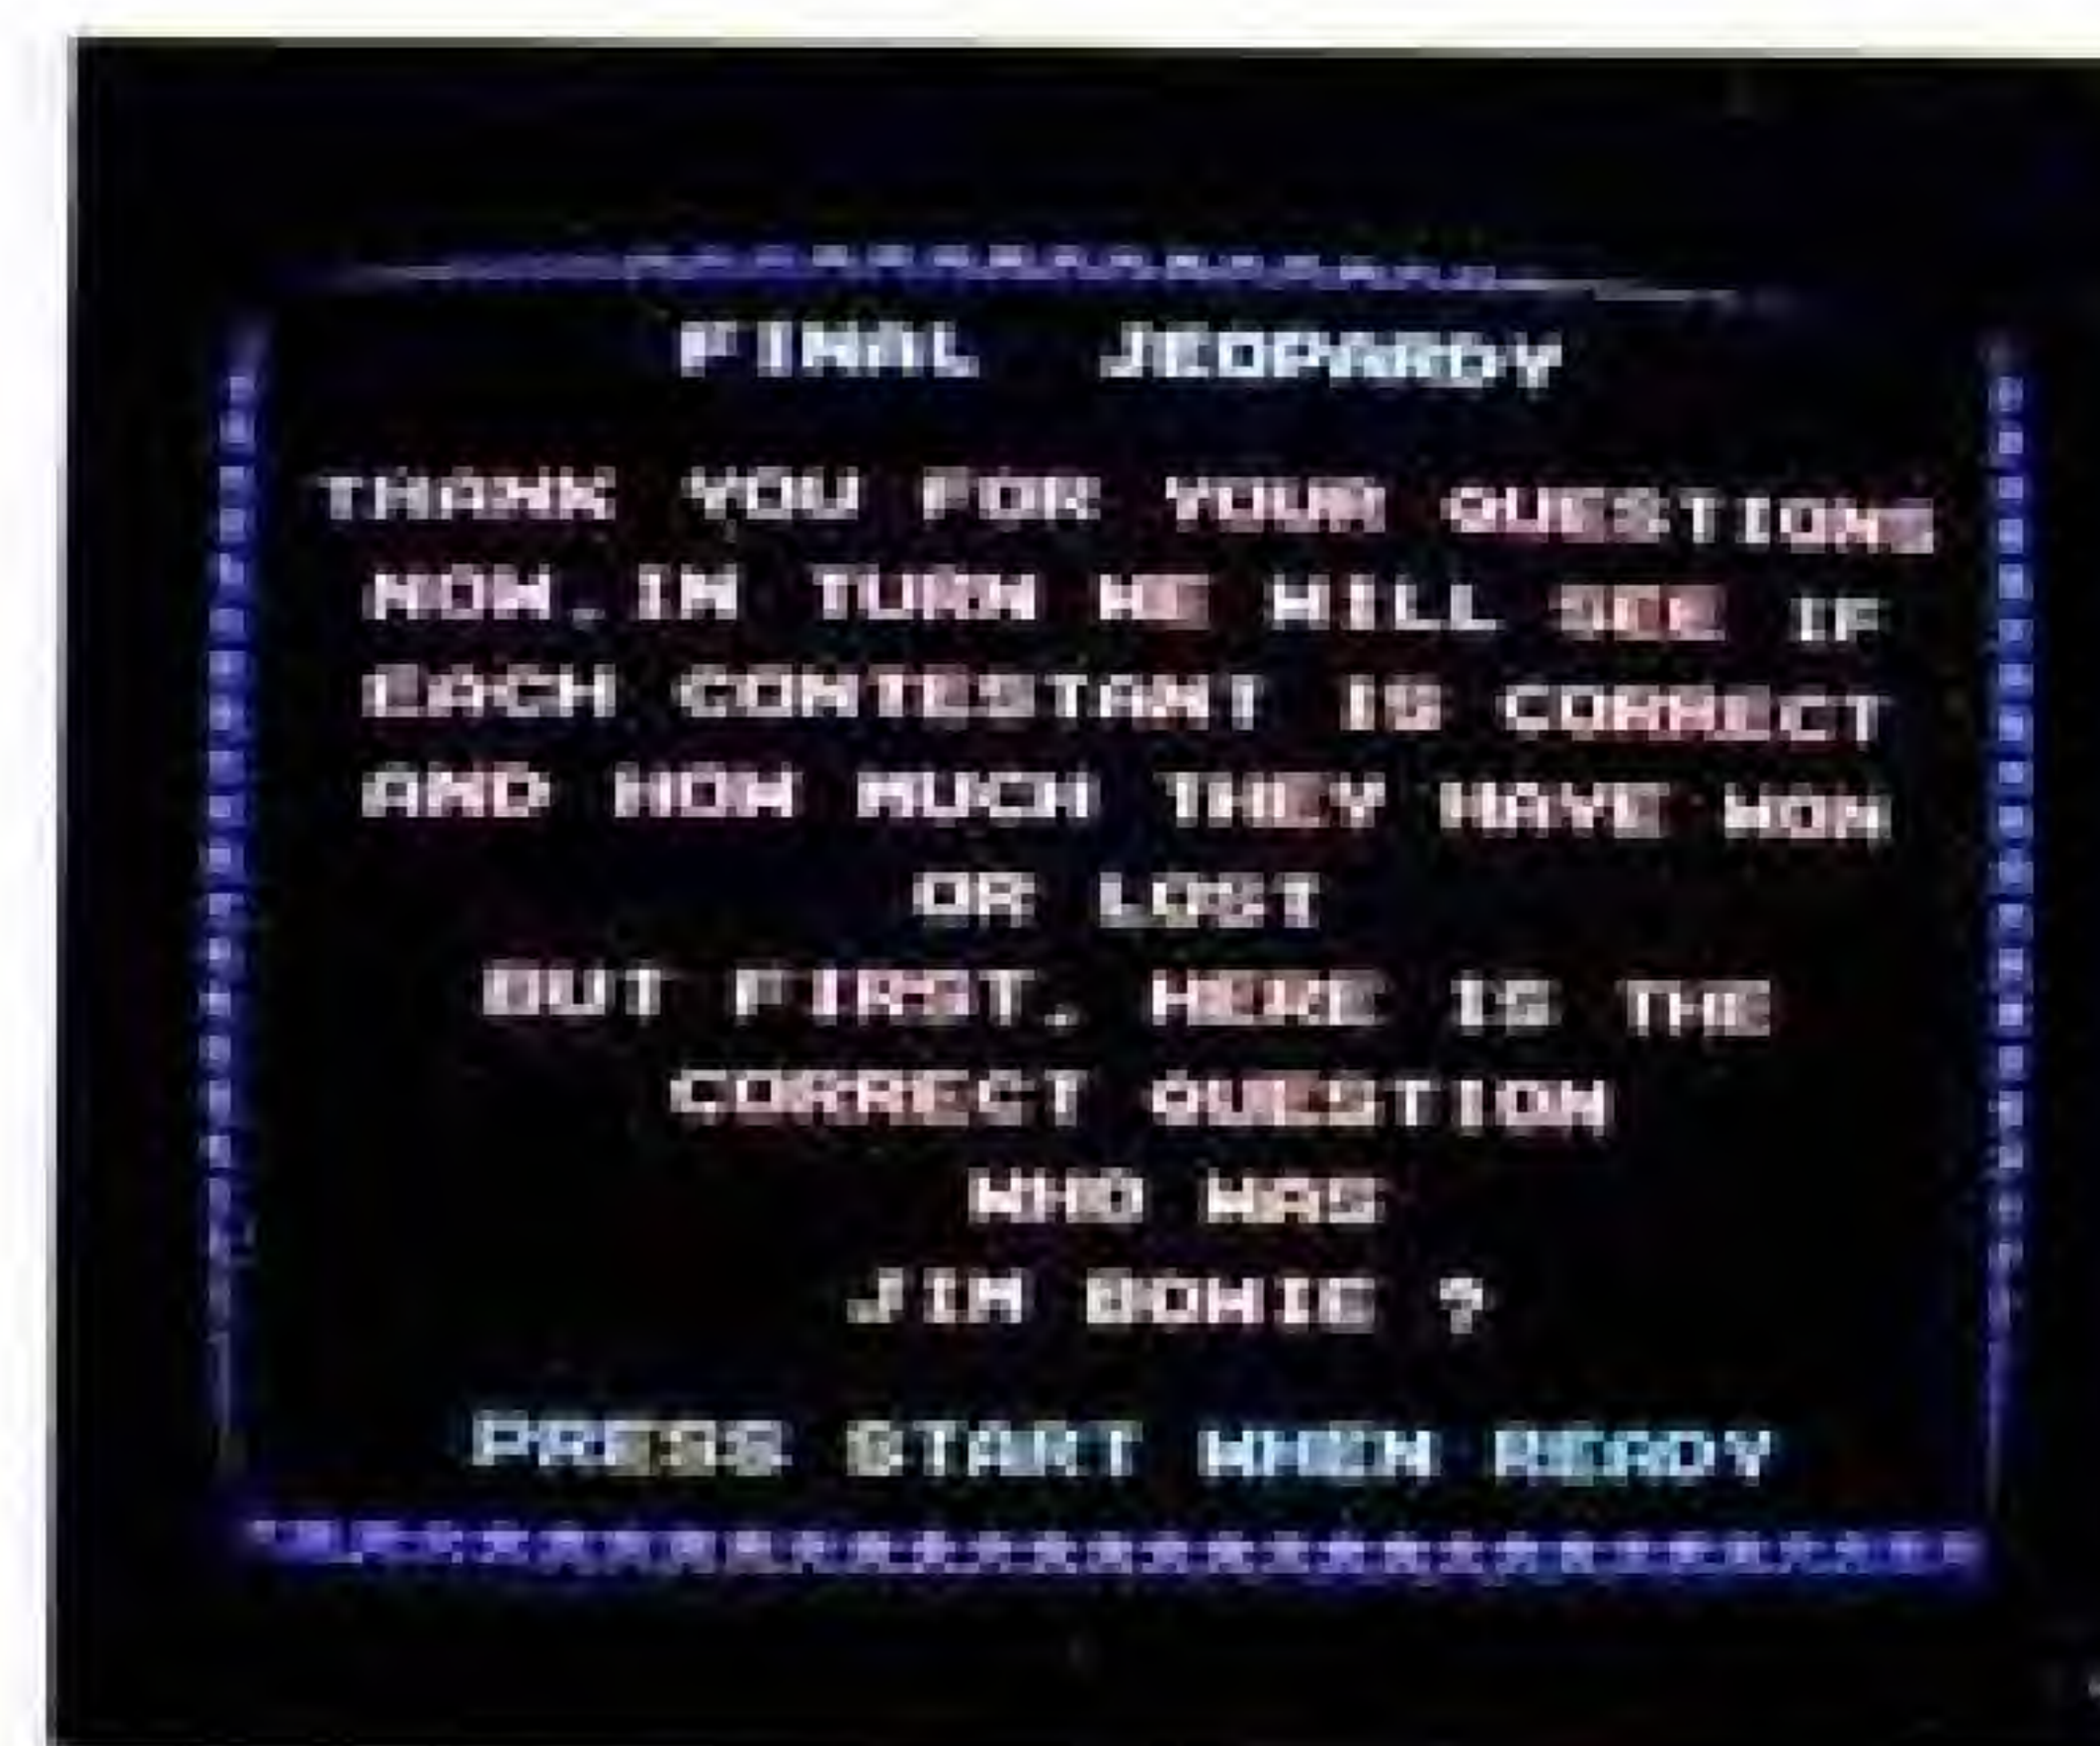 FINAL JEOPARDY
THANK YOU FOR YOUR QUESTIONS
NOW, IN TURN WE WILL SEE IF
EACH CONTESTANT IS CORRECT
AND HOW MUCH THEY HAVE WON
OR LOST
BUT FIRST, HERE IS THE
CORRECT QUESTION
WHO WAS
JIM BOWIE ?
PRESS START WHEN READY